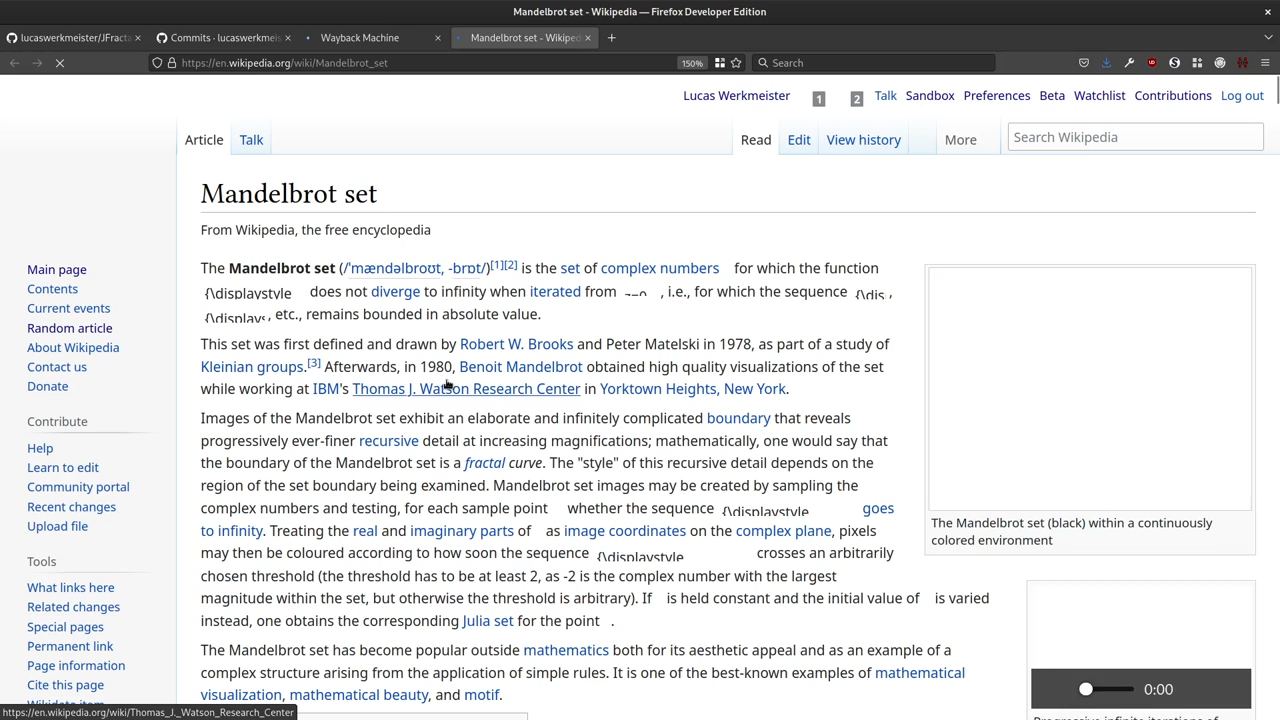 Mandelbrot set - Wikipedia — Firefox Developer Edition
lucaswerkmeister/JFracta
Commits · lucaswerkmeis
Wayback Machine
Mandelbrot set - Wikiped
https://en.wikipedia.org/wiki/Mandelbrot_set
150%
Search
Lucas Werkmeister 1 2 Talk Sandbox Preferences Beta Watchlist Contributions Log out
Article Talk
Read Edit View history More
Search Wikipedia
Mandelbrot set
From Wikipedia, the free encyclopedia
The Mandelbrot set (/ˈmændəlbroʊt, -brɒt/)[1][2] is the set of complex numbers for which the function
{\displaystyle does not diverge to infinity when iterated from , i.e., for which the sequence {\dis ,
{\displays , etc., remains bounded in absolute value.
This set was first defined and drawn by Robert W. Brooks and Peter Matelski in 1978, as part of a study of
Kleinian groups.[3] Afterwards, in 1980, Benoit Mandelbrot obtained high quality visualizations of the set
while working at IBM's Thomas J. Watson Research Center in Yorktown Heights, New York.
Images of the Mandelbrot set exhibit an elaborate and infinitely complicated boundary that reveals
progressively ever-finer recursive detail at increasing magnifications; mathematically, one would say that
the boundary of the Mandelbrot set is a fractal curve. The "style" of this recursive detail depends on the
region of the set boundary being examined. Mandelbrot set images may be created by sampling the
complex numbers and testing, for each sample point whether the sequence {\displaystyle goes
to infinity. Treating the real and imaginary parts of as image coordinates on the complex plane, pixels
may then be coloured according to how soon the sequence {\displaystyle crosses an arbitrarily
chosen threshold (the threshold has to be at least 2, as -2 is the complex number with the largest
magnitude within the set, but otherwise the threshold is arbitrary). If is held constant and the initial value of is varied
instead, one obtains the corresponding Julia set for the point .
The Mandelbrot set has become popular outside mathematics both for its aesthetic appeal and as an example of a
complex structure arising from the application of simple rules. It is one of the best-known examples of mathematical
visualization, mathematical beauty, and motif.
The Mandelbrot set (black) within a continuously
colored environment
0:00
Main page
Contents
Current events
Random article
About Wikipedia
Contact us
Donate
Contribute
Help
Learn to edit
Community portal
Recent changes
Upload file
Tools
What links here
Related changes
Special pages
Permanent link
Page information
Cite this page
https://en.wikipedia.org/wiki/Thomas_J._Watson_Research_Center